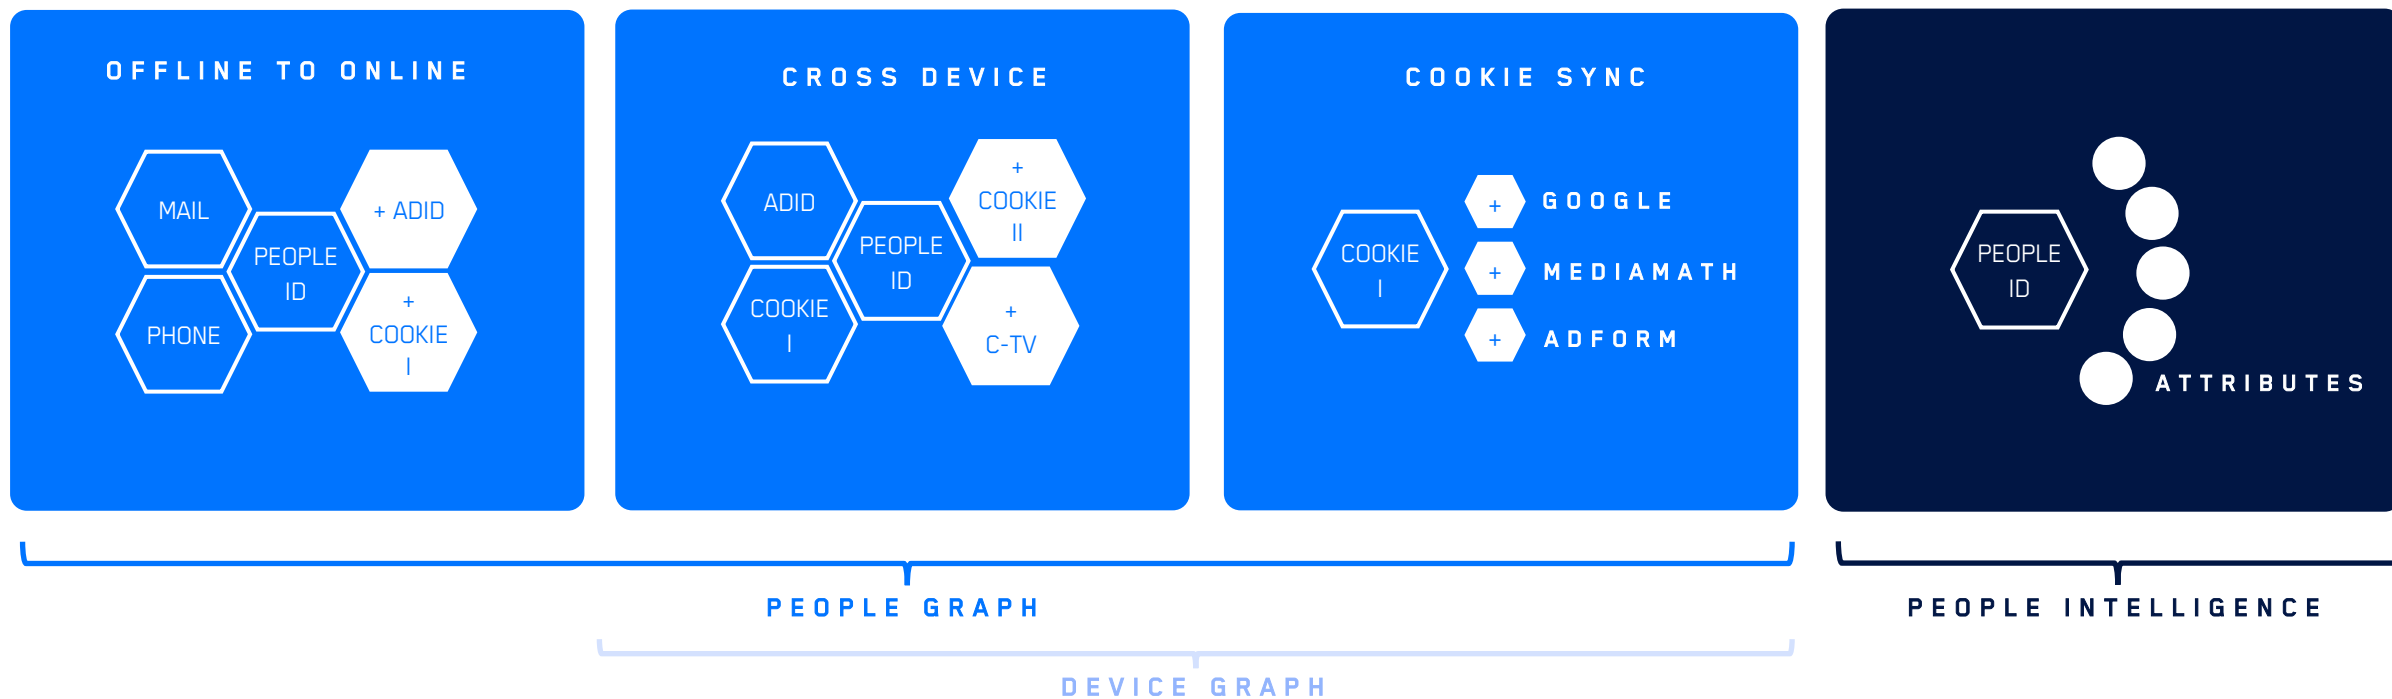 OFFLINE TO ONLINE
MAIL
PHONE
PEOPLE
ID
+ ADID
+
COOKIE
I
CROSS DEVICE
ADID
COOKIE
I
PEOPLE
ID
+
COOKIE
II
+
C-TV
COOKIE SYNC
COOKIE
I
+ GOOGLE
+ MEDIAMATH
+ ADFORM
PEOPLE
ID
ATTRIBUTES
PEOPLE GRAPH
PEOPLE INTELLIGENCE
DEVICE GRAPH